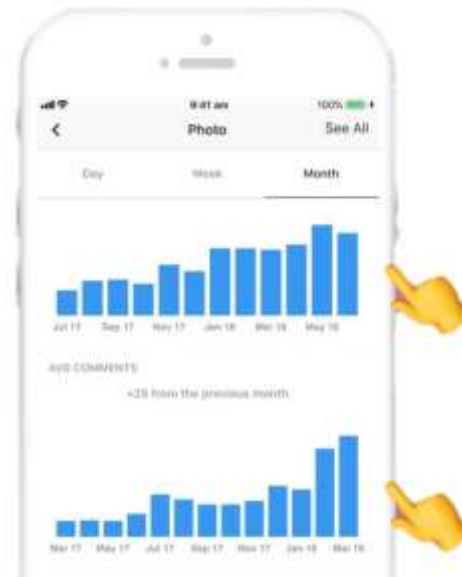 9:41 am 100%
Photo See All
Day Week Month
Jul 17 Sep 17 Nov 17 Jan 18 Mar 18 May 18
AVG COMMENTS
+25 from the previous month
Mar 17 May 17 Jul 17 Sep 17 Nov 17 Jan 18 Mar 18